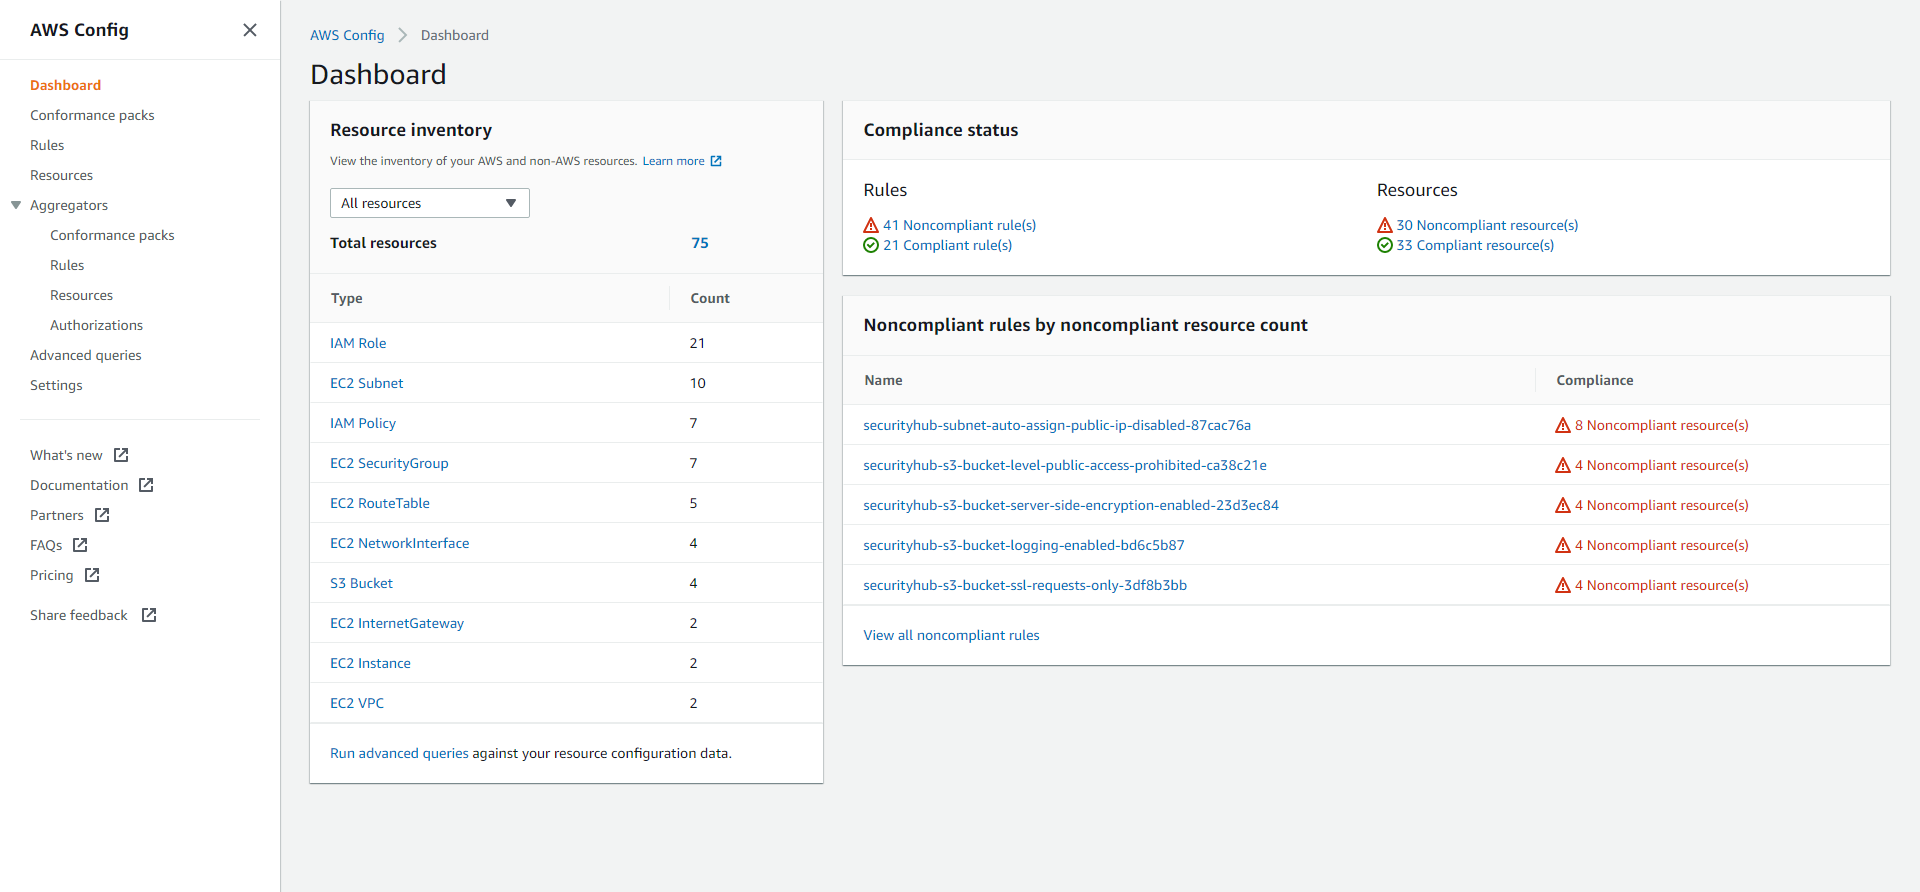 AWS Config
Dashboard
Conformance packs
Rules
Resources
Aggregators
Conformance packs
Rules
Resources
Authorizations
Advanced queries
Settings
What's new
Documentation
Partners
FAQs
Pricing
Share feedback
AWS Config Dashboard
Dashboard
Resource inventory
View the inventory of your AWS and non-AWS resources. Learn more
All resources
Total resources 75
Type Count
IAM Role 21
EC2 Subnet 10
IAM Policy 7
EC2 SecurityGroup 7
EC2 RouteTable 5
EC2 NetworkInterface 4
S3 Bucket 4
EC2 InternetGateway 2
EC2 Instance 2
EC2 VPC 2
Run advanced queries against your resource configuration data.
Compliance status
Rules
41 Noncompliant rule(s)
21 Compliant rule(s)
Resources
30 Noncompliant resource(s)
33 Compliant resource(s)
Noncompliant rules by noncompliant resource count
Name Compliance
securityhub-subnet-auto-assign-public-ip-disabled-87cac76a 8 Noncompliant resource(s)
securityhub-s3-bucket-level-public-access-prohibited-ca38c21e 4 Noncompliant resource(s)
securityhub-s3-bucket-server-side-encryption-enabled-23d3ec84 4 Noncompliant resource(s)
securityhub-s3-bucket-logging-enabled-bd6c5b87 4 Noncompliant resource(s)
securityhub-s3-bucket-ssl-requests-only-3df8b3bb 4 Noncompliant resource(s)
View all noncompliant rules